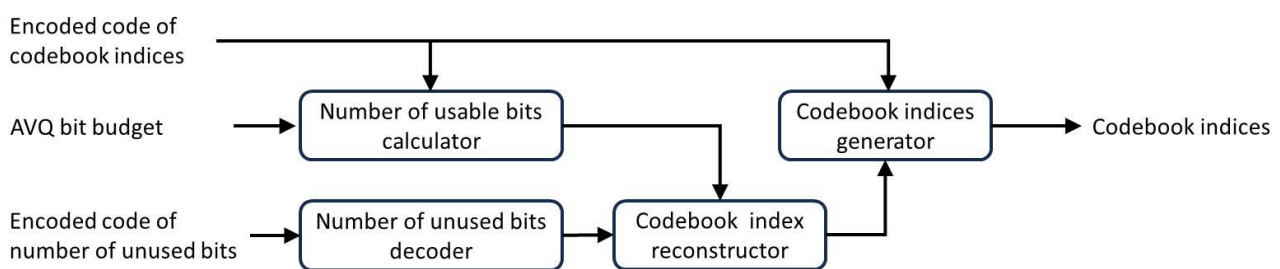 Encoded code of
codebook indices
AVQ bit budget
Number of usable bits
calculator
Codebook indices
generator
Codebook indices
Encoded code of
number of unused bits
Number of unused bits
decoder
Codebook index
reconstructor